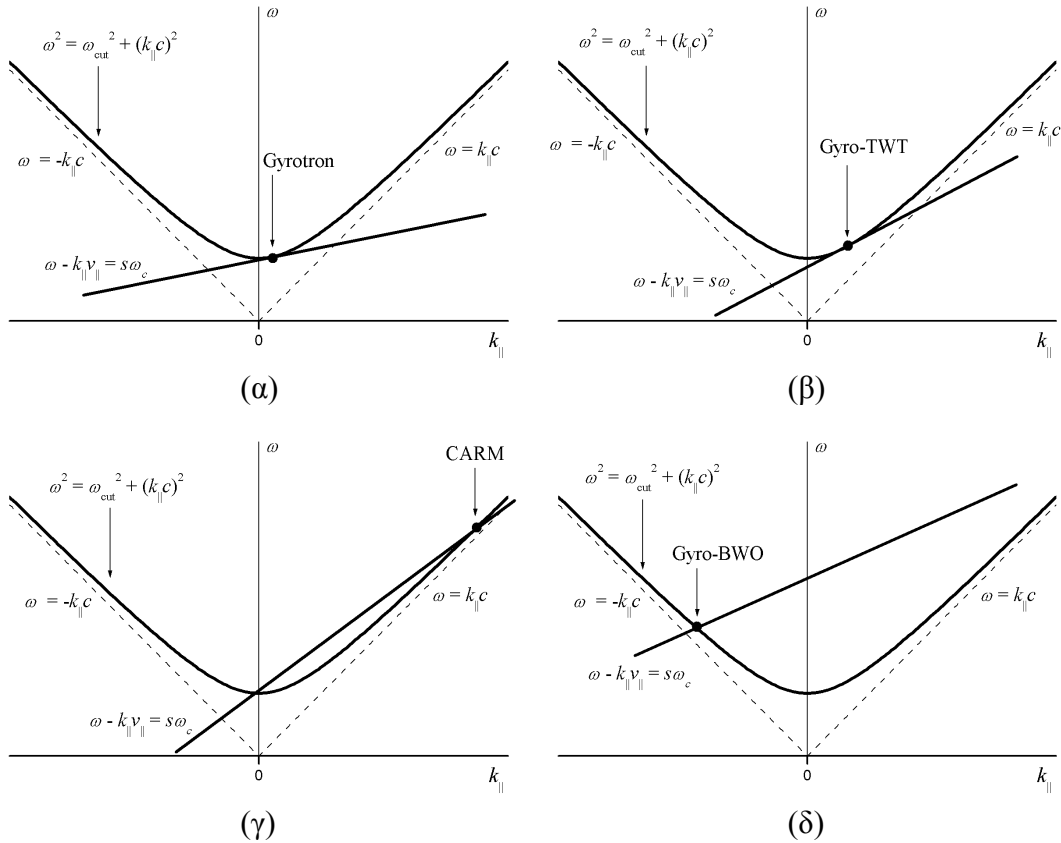 ω
ω² = ω_cut² + (k_||c)²
ω = -k_||c
ω = k_||c
Gyrotron
ω - k_||v_|| = sω_c
0
k_||
(α)
ω
ω² = ω_cut² + (k_||c)²
ω = -k_||c
ω = k_||c
Gyro-TWT
ω - k_||v_|| = sω_c
0
k_||
(β)
ω
CARM
ω² = ω_cut² + (k_||c)²
ω = -k_||c
ω = k_||c
ω - k_||v_|| = sω_c
0
k_||
(γ)
ω
ω² = ω_cut² + (k_||c)²
Gyro-BWO
ω = -k_||c
ω = k_||c
ω - k_||v_|| = sω_c
0
k_||
(δ)